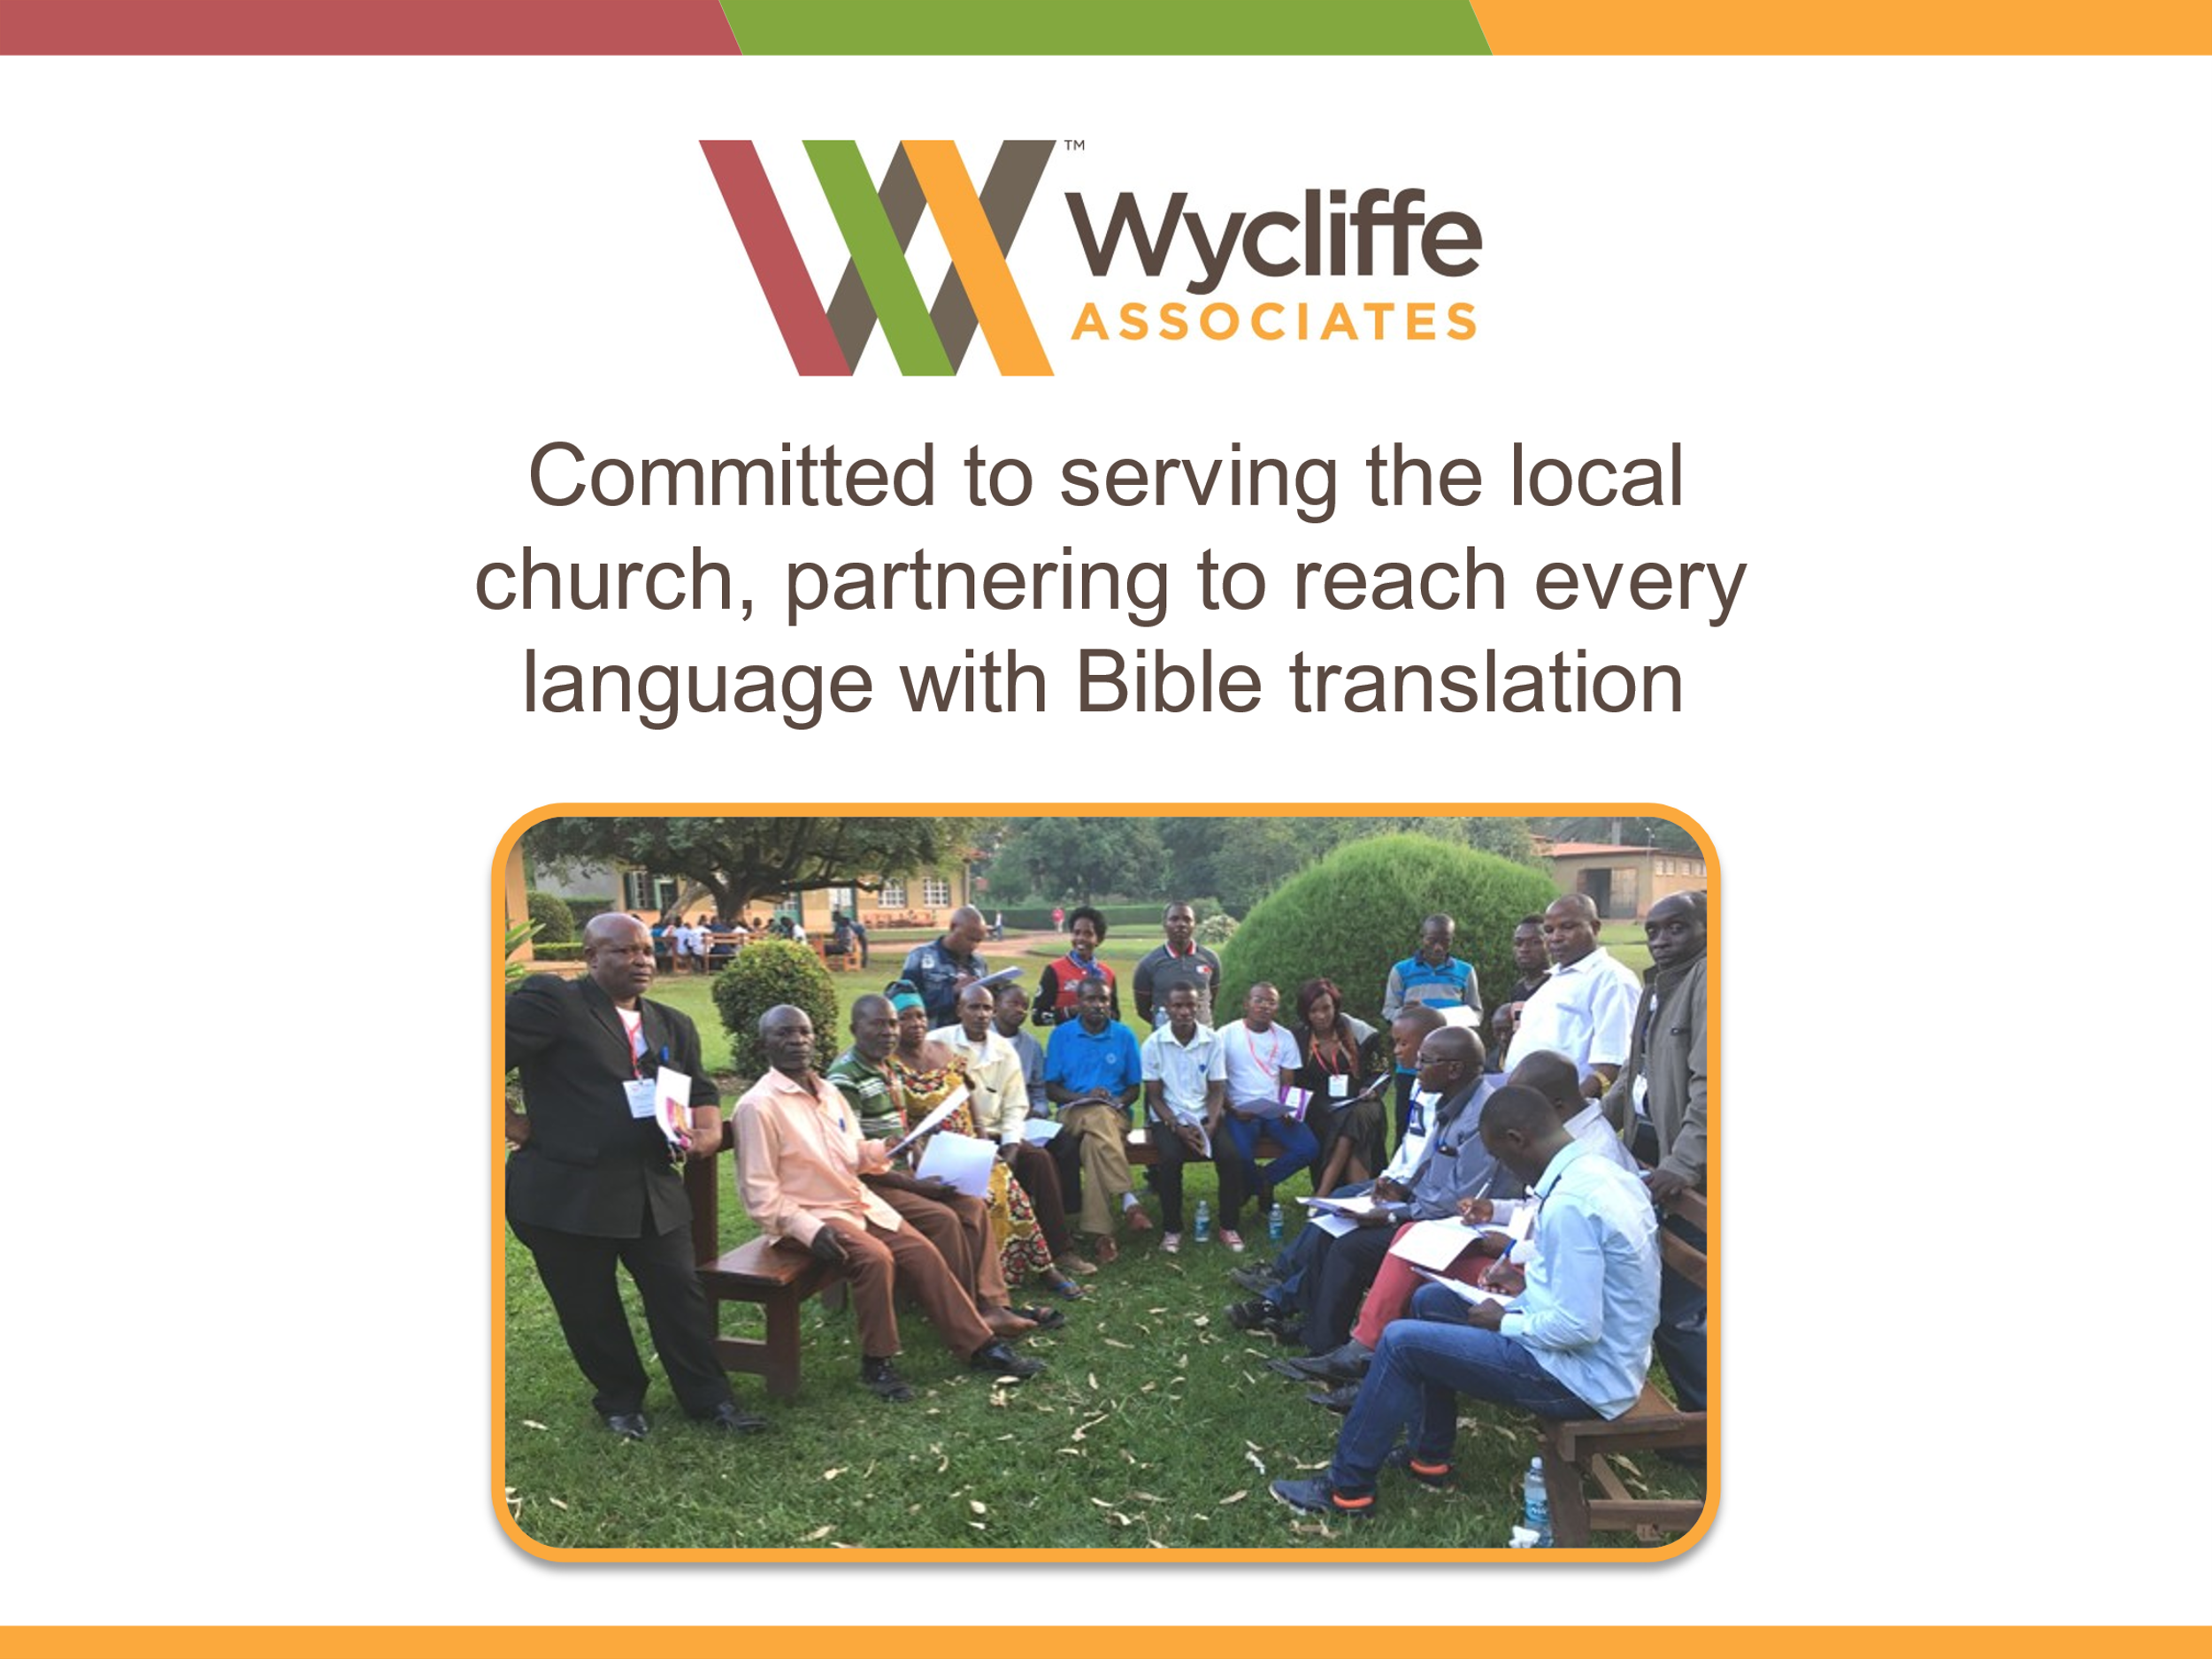 Wycliffe™
ASSOCIATES
Committed to serving the local
church, partnering to reach every
language with Bible translation